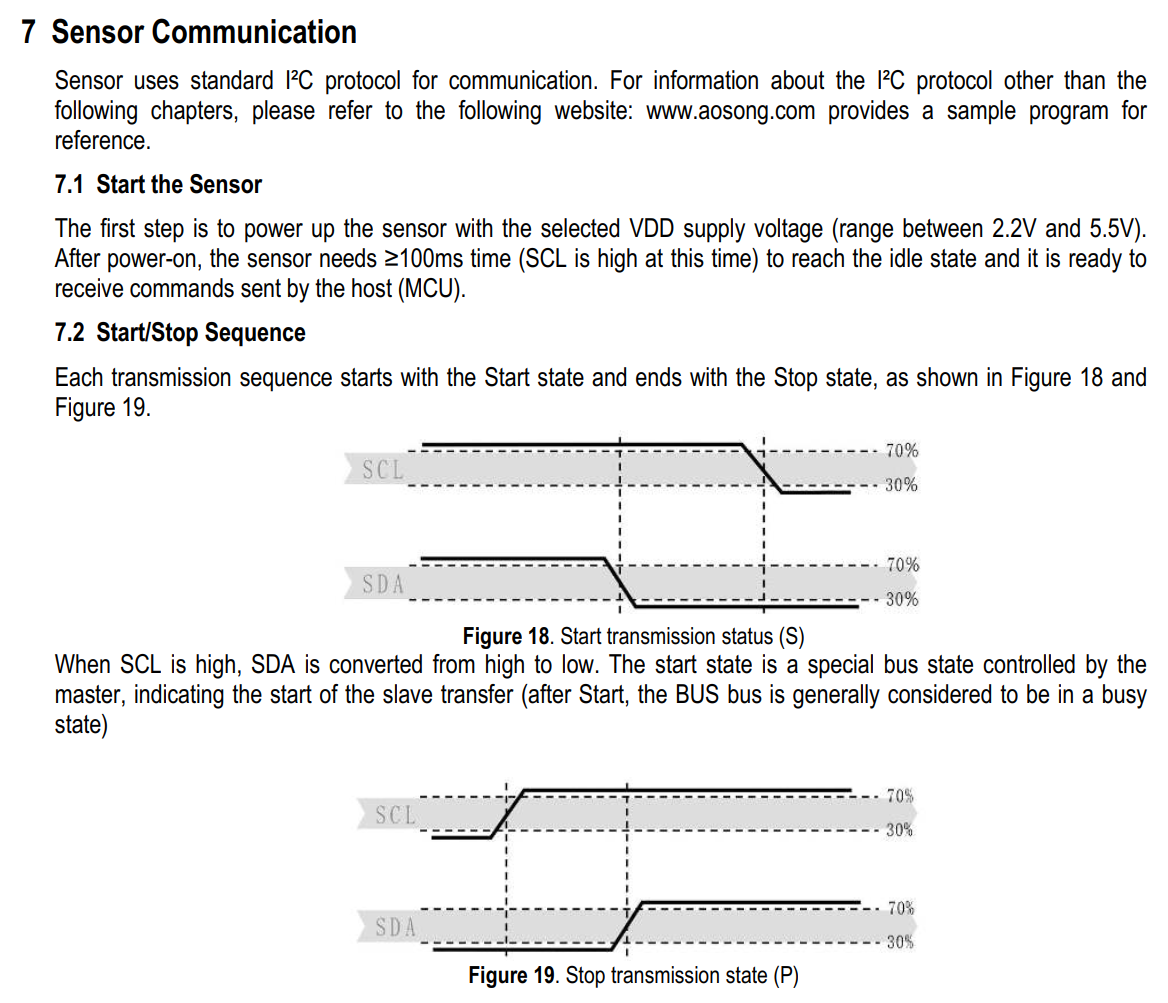 7 Sensor Communication
Sensor uses standard I²C protocol for communication. For information about the I²C protocol other than the
following chapters, please refer to the following website: www.aosong.com provides a sample program for
reference.
7.1 Start the Sensor
The first step is to power up the sensor with the selected VDD supply voltage (range between 2.2V and 5.5V).
After power-on, the sensor needs ≥100ms time (SCL is high at this time) to reach the idle state and it is ready to
receive commands sent by the host (MCU).
7.2 Start/Stop Sequence
Each transmission sequence starts with the Start state and ends with the Stop state, as shown in Figure 18 and
Figure 19.
70%
SCL
30%
70%
SDA
30%
Figure 18. Start transmission status (S)
When SCL is high, SDA is converted from high to low. The start state is a special bus state controlled by the
master, indicating the start of the slave transfer (after Start, the BUS bus is generally considered to be in a busy
state)
70%
SCL
30%
70%
SDA
30%
Figure 19. Stop transmission state (P)